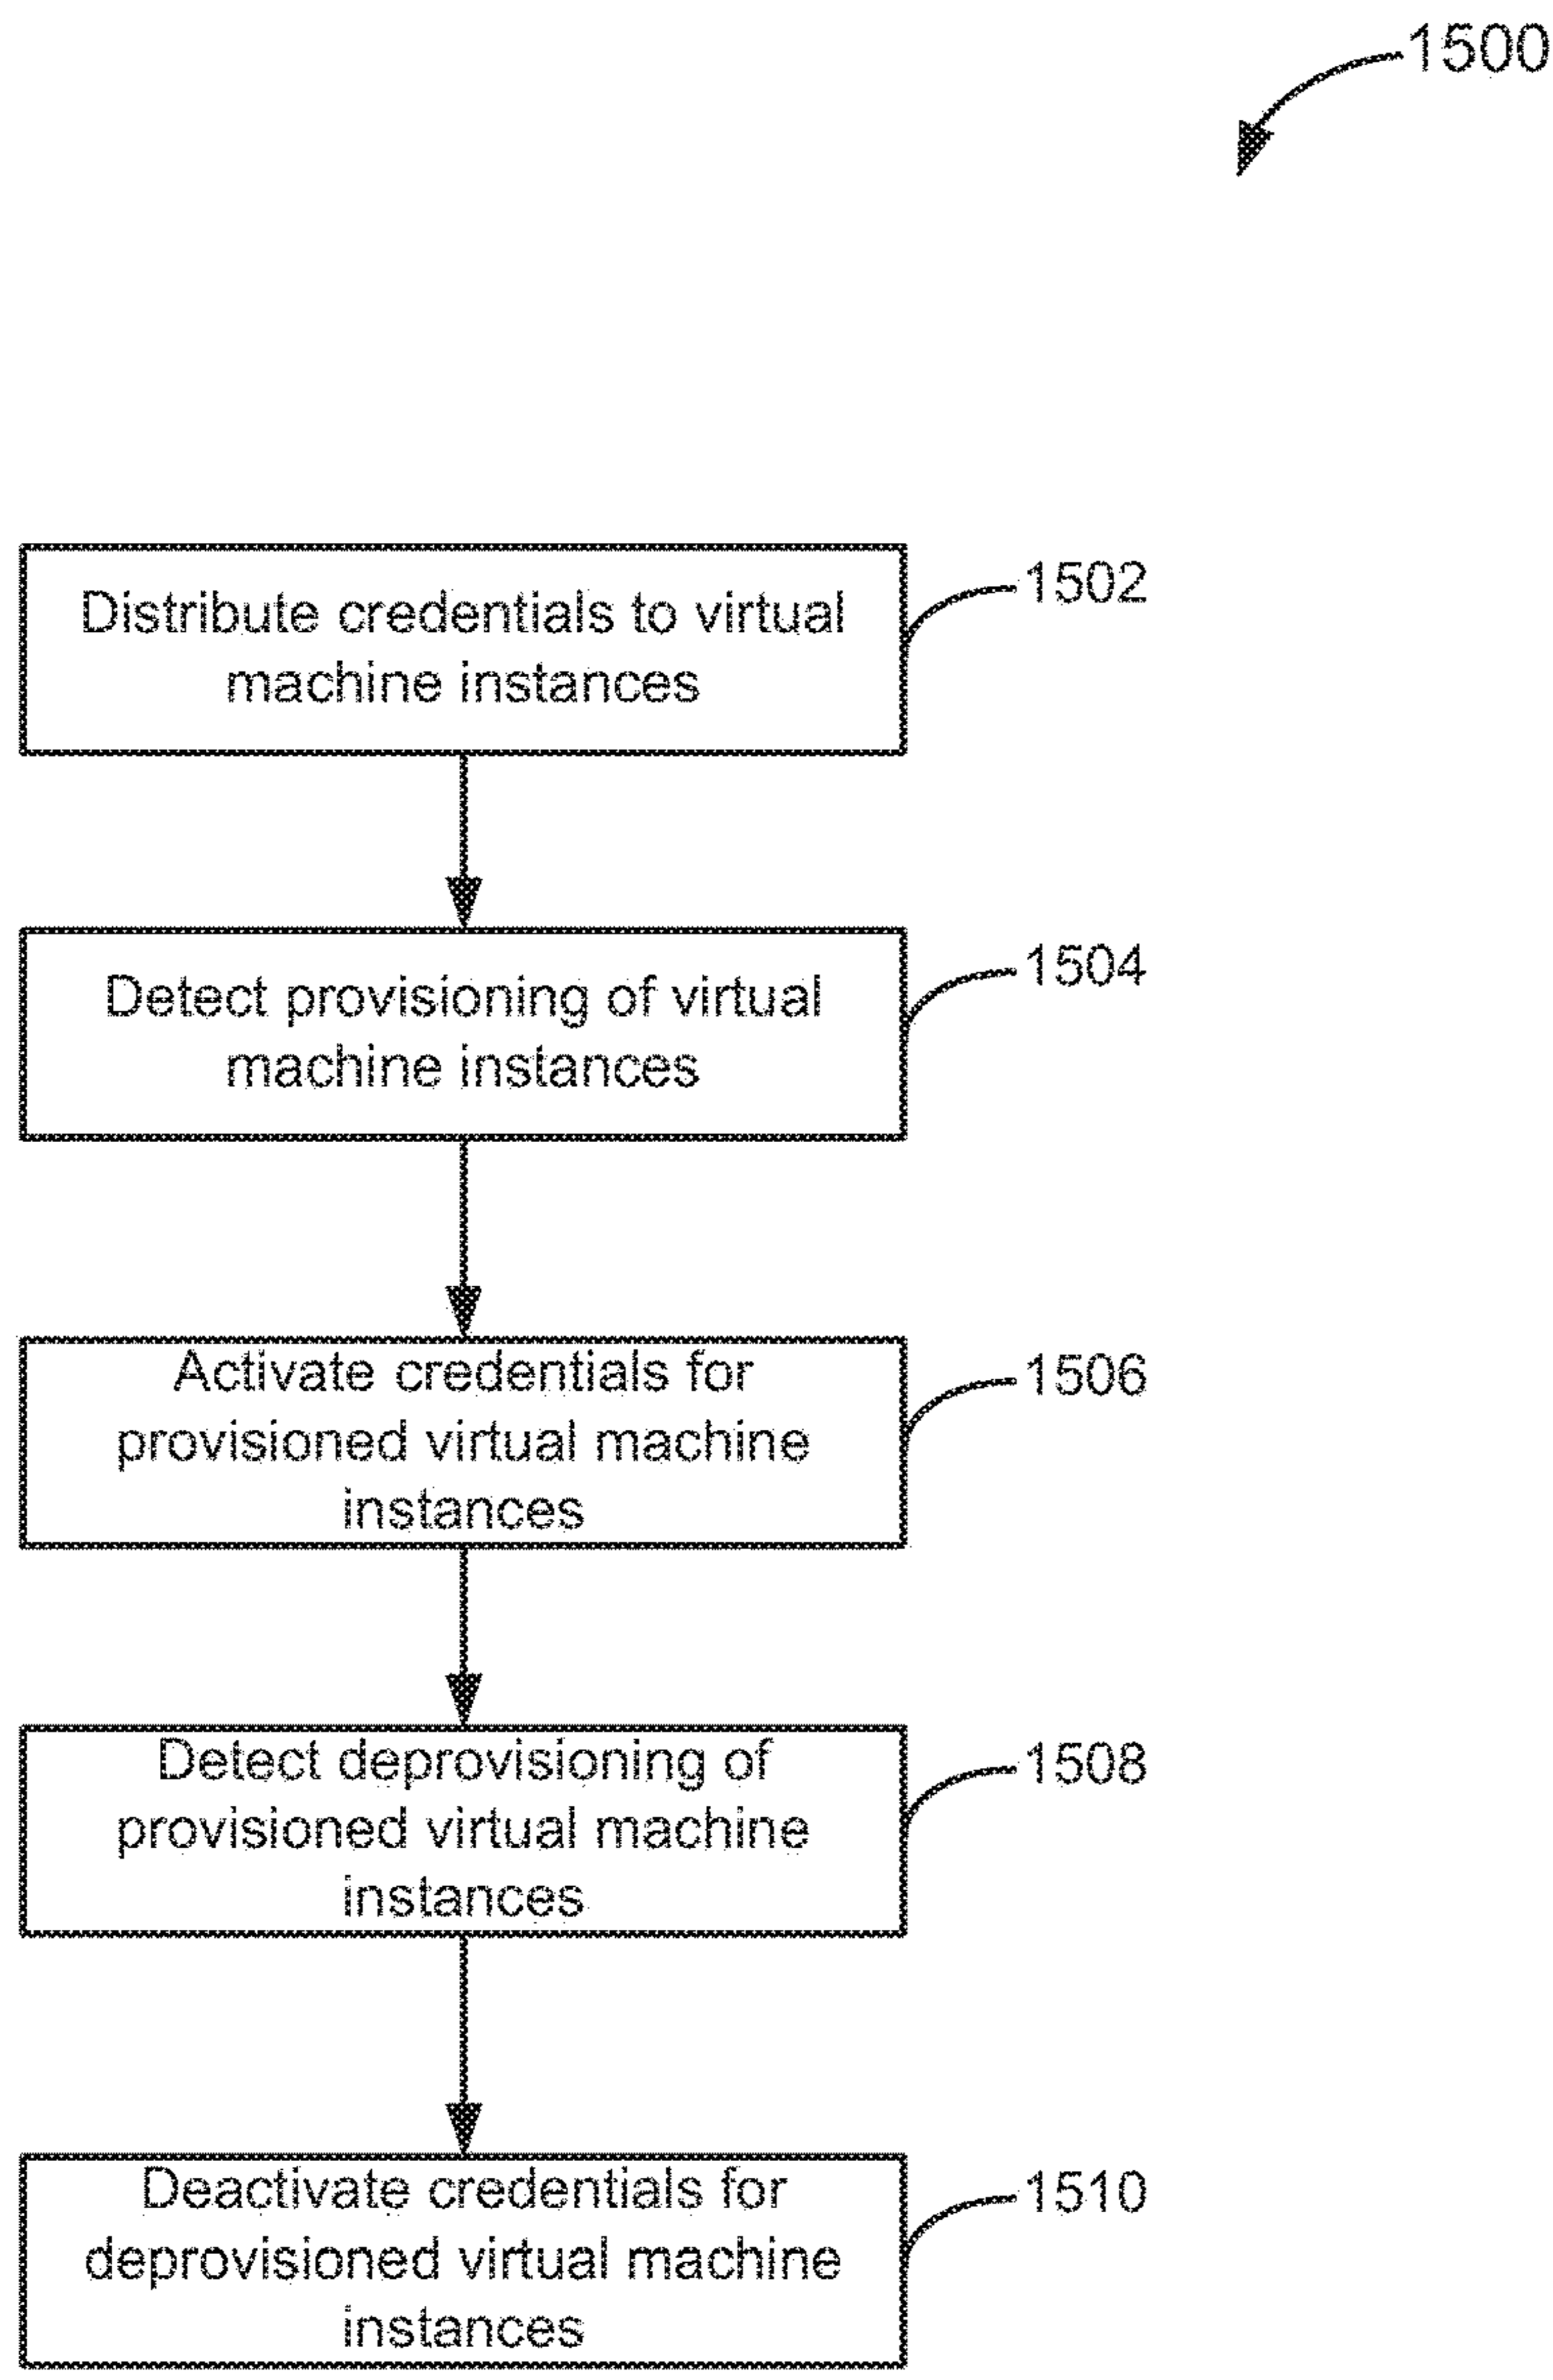 1500
Distribute credentials to virtual
machine instances
1502
Detect provisioning of virtual
machine instances
1504
Activate credentials for
provisioned virtual machine
instances
1506
Detect deprovisioning of
provisioned virtual machine
instances
1508
Deactivate credentials for
deprovisioned virtual machine
instances
1510